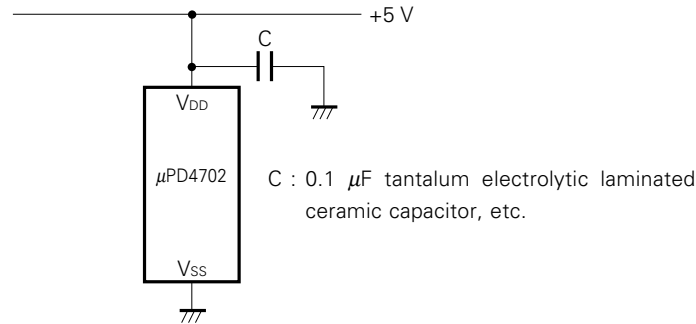 +5 V
C
VDD
μPD4702
C : 0.1 μF tantalum electrolytic laminated
ceramic capacitor, etc.
VSS